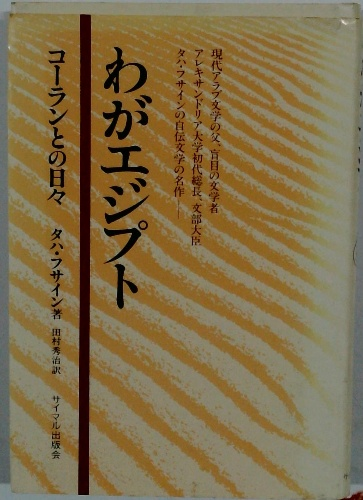 現代アラブ文学の父、盲目の文学者
アレキサンドリア大学初代総長、文部大臣
タハ・フサインの自伝文学の名作――
わがエジプト
コーランとの日々
タハ・フサイン著
田村秀治訳
サイマル出版会